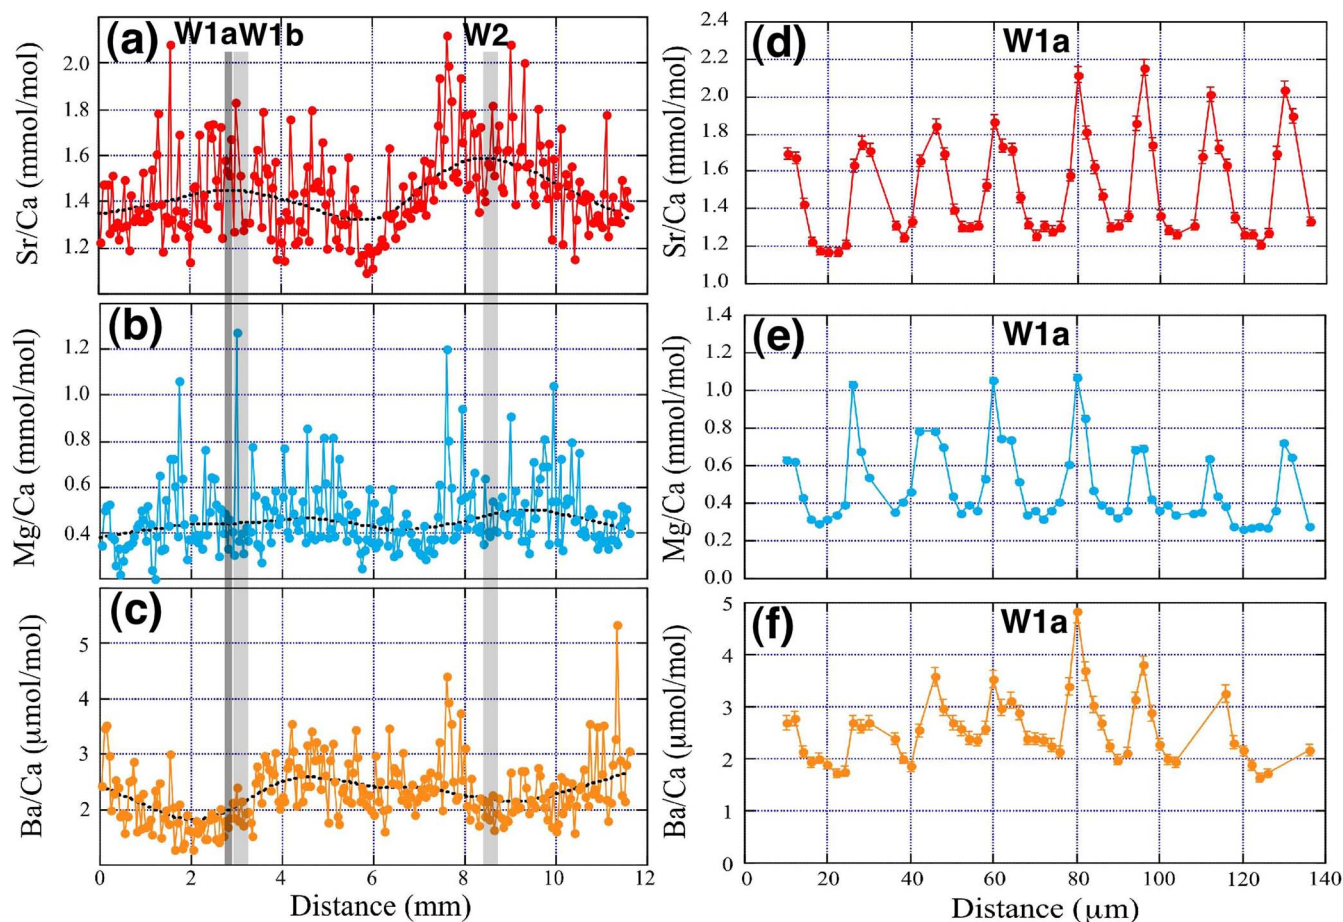 (a)
W1a W1b
W2
Sr/Ca (mmol/mol)
2.0
1.8
1.6
1.4
1.2
(b)
Mg/Ca (mmol/mol)
1.2
1.0
0.8
0.6
0.4
(c)
Ba/Ca (μmol/mol)
5
4
3
2
0 2 4 6 8 10 12
Distance (mm)
(d)
W1a
Sr/Ca (mmol/mol)
2.4
2.2
2.0
1.8
1.6
1.4
1.2
1.0
(e)
W1a
Mg/Ca (mmol/mol)
1.4
1.2
1.0
0.8
0.6
0.4
0.2
0.0
(f)
W1a
Ba/Ca (μmol/mol)
5
4
3
2
1
0
0 20 40 60 80 100 120 140
Distance (μm)